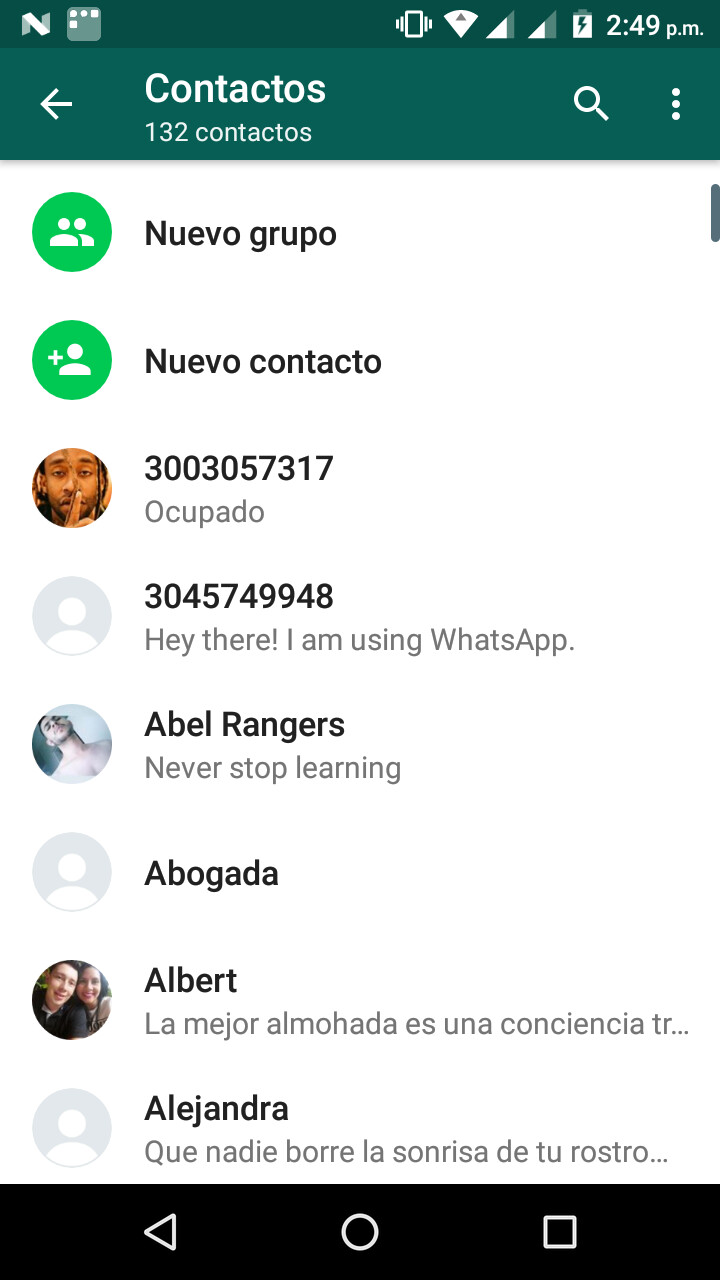 2:49 p.m.
Contactos
132 contactos
Nuevo grupo
Nuevo contacto
3003057317
Ocupado
3045749948
Hey there! I am using WhatsApp.
Abel Rangers
Never stop learning
Abogada
Albert
La mejor almohada es una conciencia tr...
Alejandra
Que nadie borre la sonrisa de tu rostro...